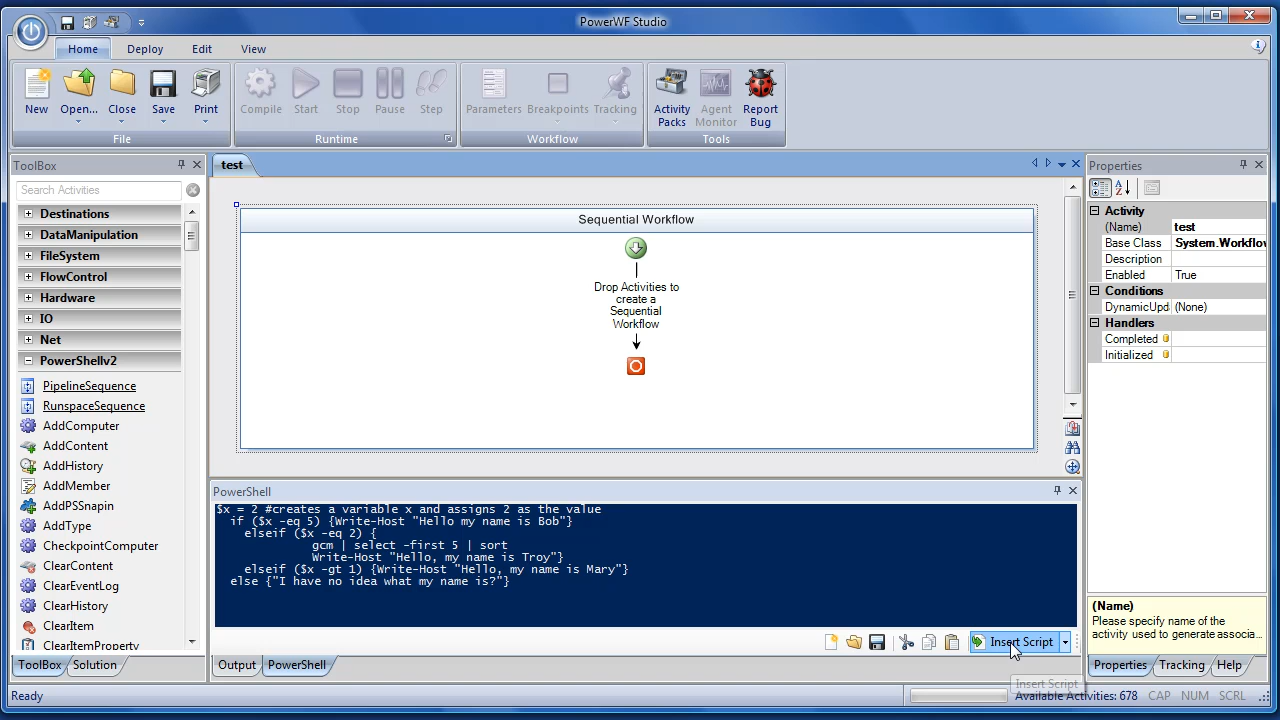 PowerWF Studio
Home Deploy Edit View
New Open... Close Save Print
File
Compile Start Stop Pause Step
Runtime
Parameters Breakpoints Tracking
Workflow
Activity Packs
Agent Monitor
Report Bug
Tools
ToolBox
Search Activities
Destinations
DataManipulation
FileSystem
FlowControl
Hardware
IO
Net
PowerShellv2
PipelineSequence
RunspaceSequence
AddComputer
AddContent
AddHistory
AddMember
AddPSSnapin
AddType
CheckpointComputer
ClearContent
ClearEventLog
ClearHistory
ClearItem
ClearItemProperty
ToolBox Solution
test
Sequential Workflow
Drop Activities to
create a
Sequential
Workflow
PowerShell
$x = 2 #creates a variable x and assigns 2 as the value
if ($x -eq 5) {Write-Host "Hello my name is Bob"}
elseif ($x -eq 2) {
gcm | select -first 5 | sort
Write-Host "Hello, my name is Troy"}
elseif ($x -gt 1) {Write-Host "Hello, my name is Mary"}
else {"I have no idea what my name is?"}
Insert Script
Output PowerShell
Insert Script
Properties
Activity
(Name) test
Base Class System.Workflov
Description
Enabled True
Conditions
DynamicUpd (None)
Handlers
Completed
Initialized
(Name)
Please specify name of the
activity used to generate associa...
Properties Tracking Help
Ready
Available Activities: 678 CAP NUM SCRL